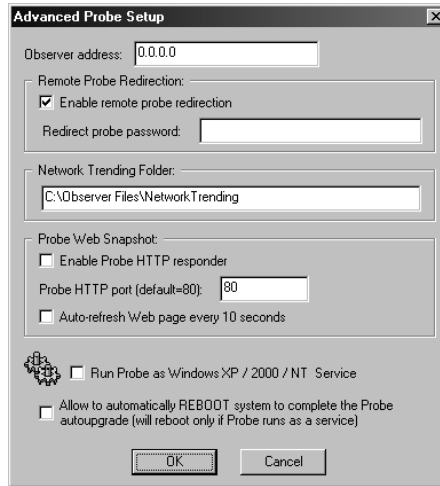 Advanced Probe Setup
Observer address: 0.0.0.0
Remote Probe Redirection:
Enable remote probe redirection
Redirect probe password:
Network Trending Folder:
C:\Observer Files\NetworkTrending
Probe Web Snapshot:
Enable Probe HTTP responder
Probe HTTP port (default=80): 80
Auto-refresh Web page every 10 seconds
Run Probe as Windows XP / 2000 / NT Service
Allow to automatically REBOOT system to complete the Probe
autoupgrade (will reboot only if Probe runs as a service)
OK Cancel